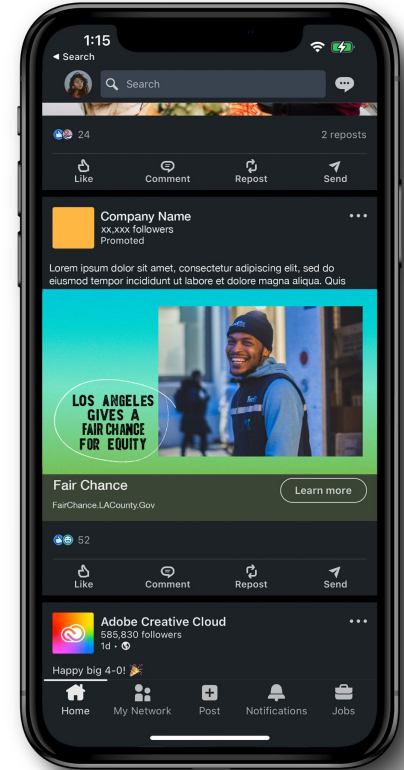 1:15
Search
Search
24
2 reposts
Like
Comment
Repost
Send
Company Name
xx,xxx followers
Promoted
Lorem ipsum dolor sit amet, consectetur adipiscing elit, sed do
eiusmod tempor incididunt ut labore et dolore magna aliqua. Quis
LOS ANGELES
GIVES A
FAIR CHANCE
FOR EQUITY
Fair Chance
FairChance.LACounty.Gov
Learn more
52
Like
Comment
Repost
Send
Adobe Creative Cloud
585,830 followers
1d •
Happy big 4-0! 🎉
Home
My Network
Post
Notifications
Jobs